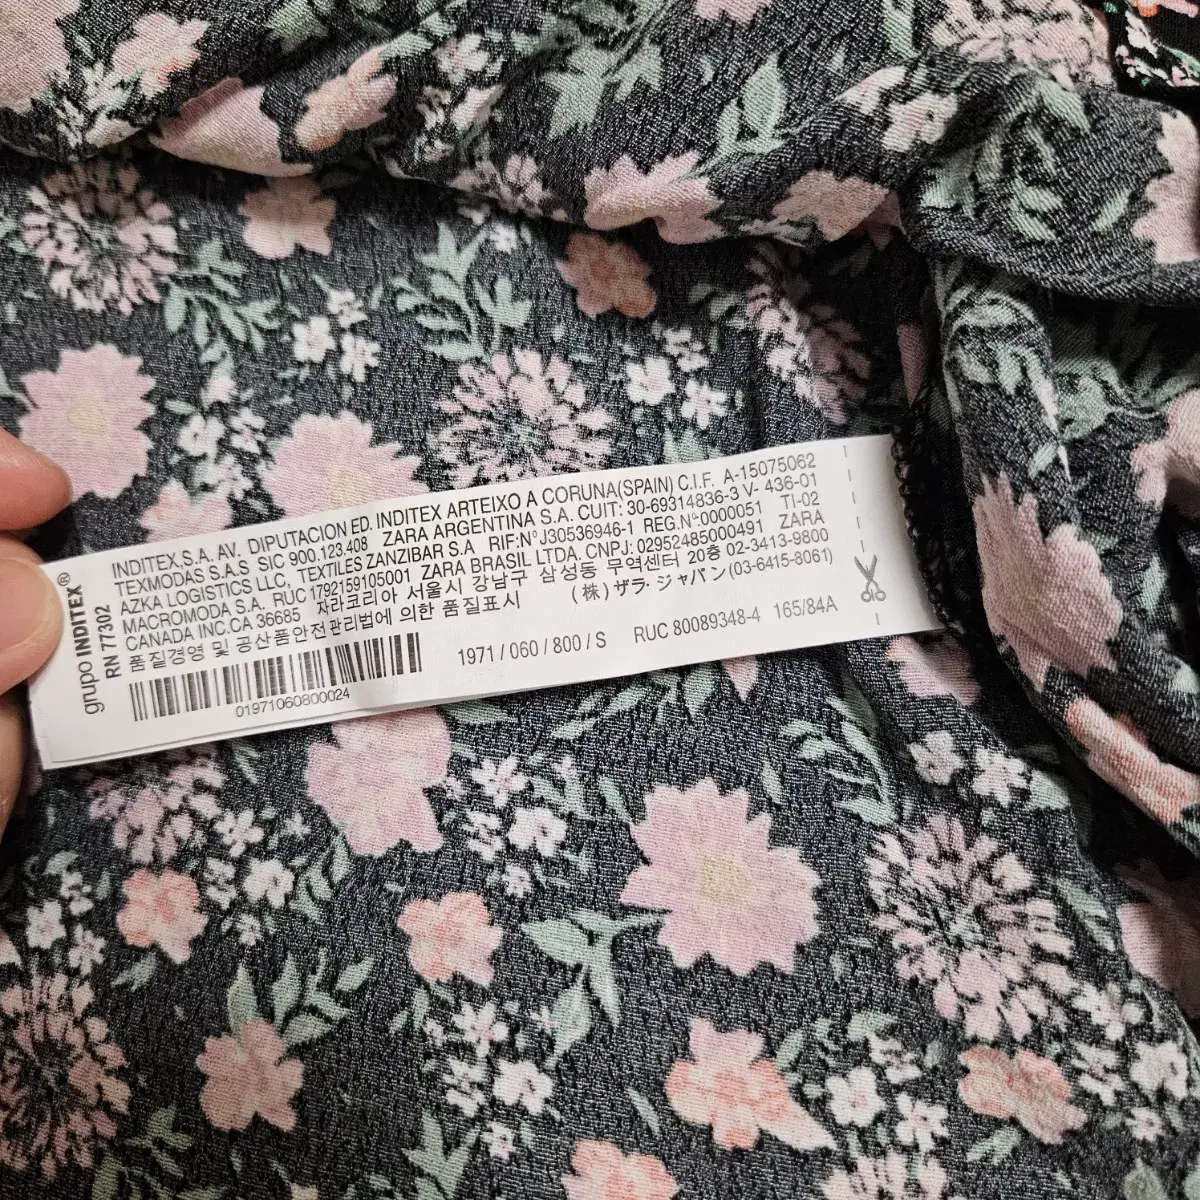 grupo INDITEX®
RN 77302
INDITEX.S.A. AV. DIPUTACION ED. INDITEX ARTEIXO A CORUNA(SPAIN) C.I.F. A-15075062
TEXMODAS S.A.S SIC 900.123.408 ZARA ARGENTINA S.A. CUIT: 30-69314836-3 V- 436-01
AZKA LOGISTICS LLC, TEXTILES ZANZIBAR S.A RIF:N°J30536946-1 REG.N°0000051 TI-02
MACROMODA S.A. RUC 1792159105001 ZARA BRASIL LTDA. CNPJ: 02952485000491 ZARA
CANADA INC.CA 36685 자라코리아 서울시 강남구 삼성동 무역센터 20층 02-3413-9800
품질경영 및 공산품안전관리법에 의한 품질표시 (株)ザラ・ジャパン(03-6415-8061)
01971060800024
1971 / 060 / 800 / S RUC 80089348-4 165/84A